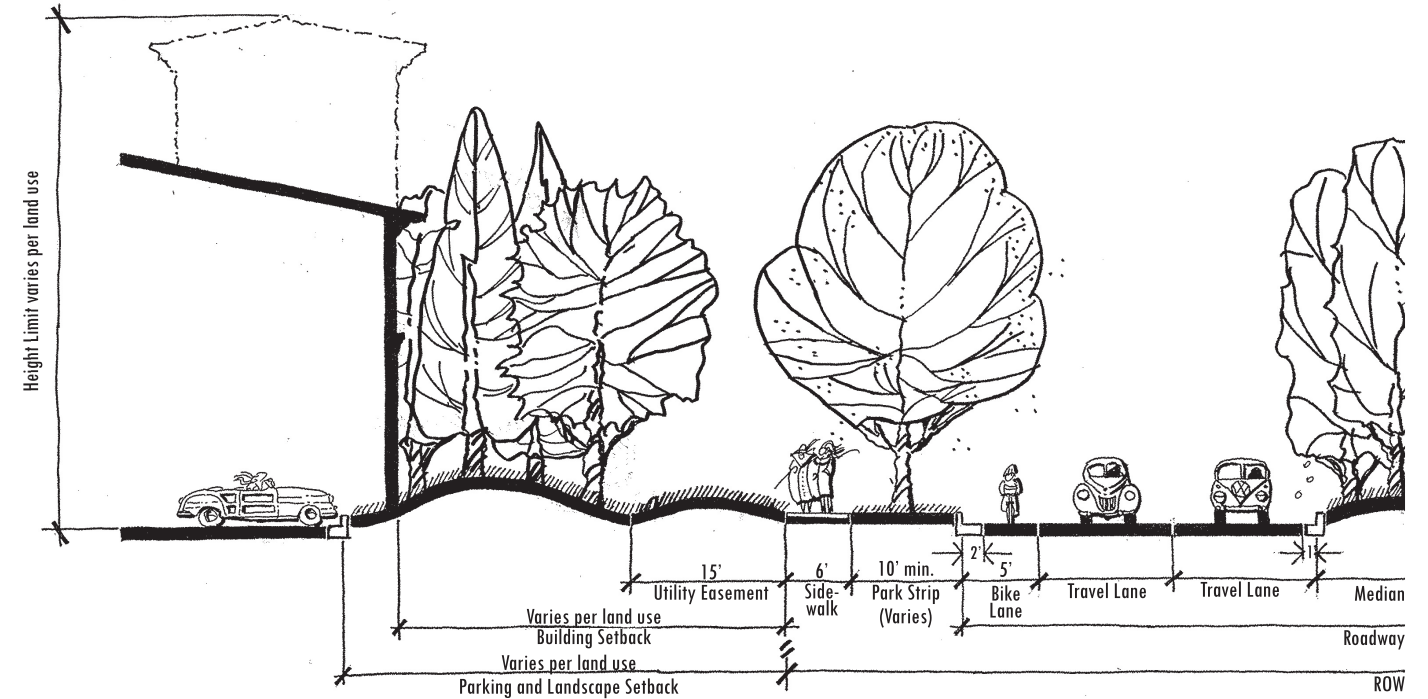 Height Limit varies per land use
2'
1'
15'
Utility Easement
6'
Side-
walk
10' min.
Park Strip
(Varies)
5'
Bike
Lane
Travel Lane
Travel Lane
Median
Varies per land use
Building Setback
Roadway
Varies per land use
Parking and Landscape Setback
ROW